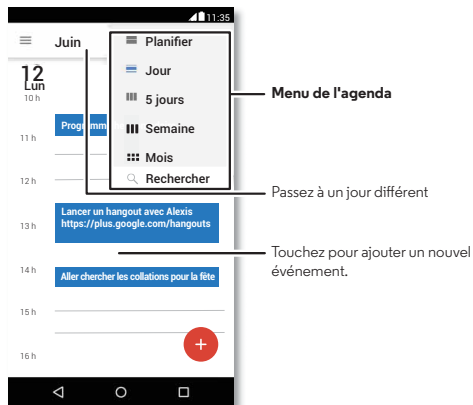 11:35
Juin
Planifier
Jour
5 jours
Semaine
Mois
Rechercher
12
Lun
10 h
11 h
12 h
13 h
14 h
15 h
16 h
Lancer un hangout avec Alexis
https://plus.google.com/hangouts
Aller chercher les collations pour la fête
+
Menu de l'agenda
Passez à un jour différent
Touchez pour ajouter un nouvel
événement.